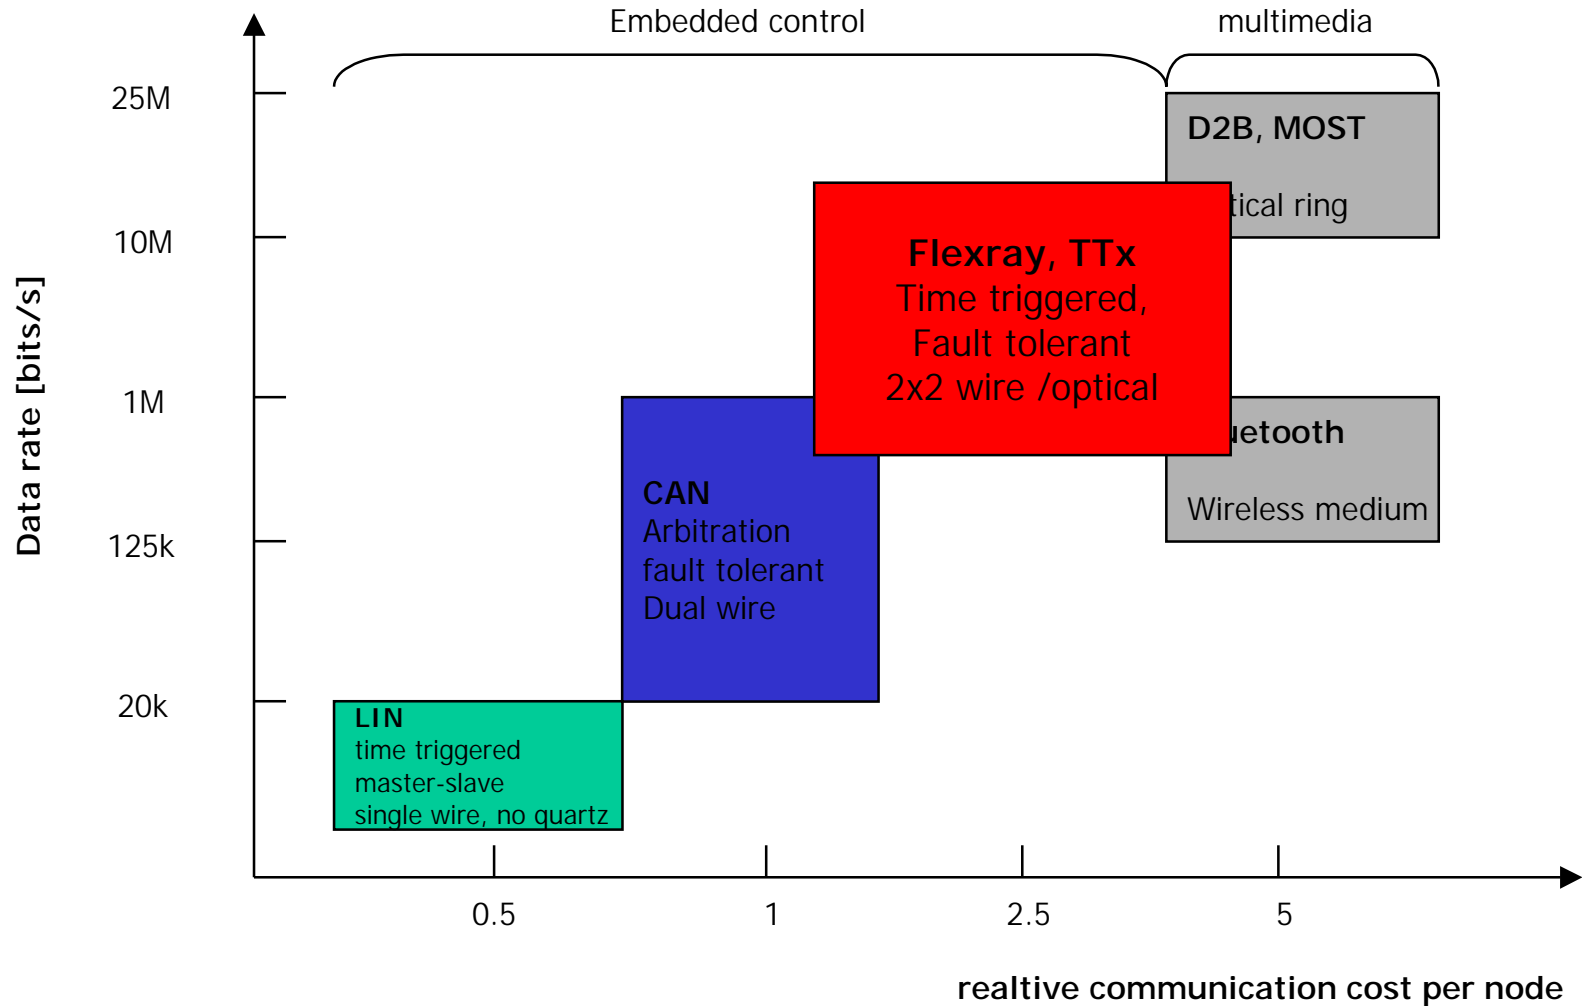 Embedded control
multimedia
25M
10M
1M
125k
20k
Data rate [bits/s]
D2B, MOST
tical ring
Flexray, TTx
Time triggered,
Fault tolerant
2x2 wire /optical
uetooth
Wireless medium
CAN
Arbitration
fault tolerant
Dual wire
LIN
time triggered
master-slave
single wire, no quartz
0.5
1
2.5
5
realtive communication cost per node